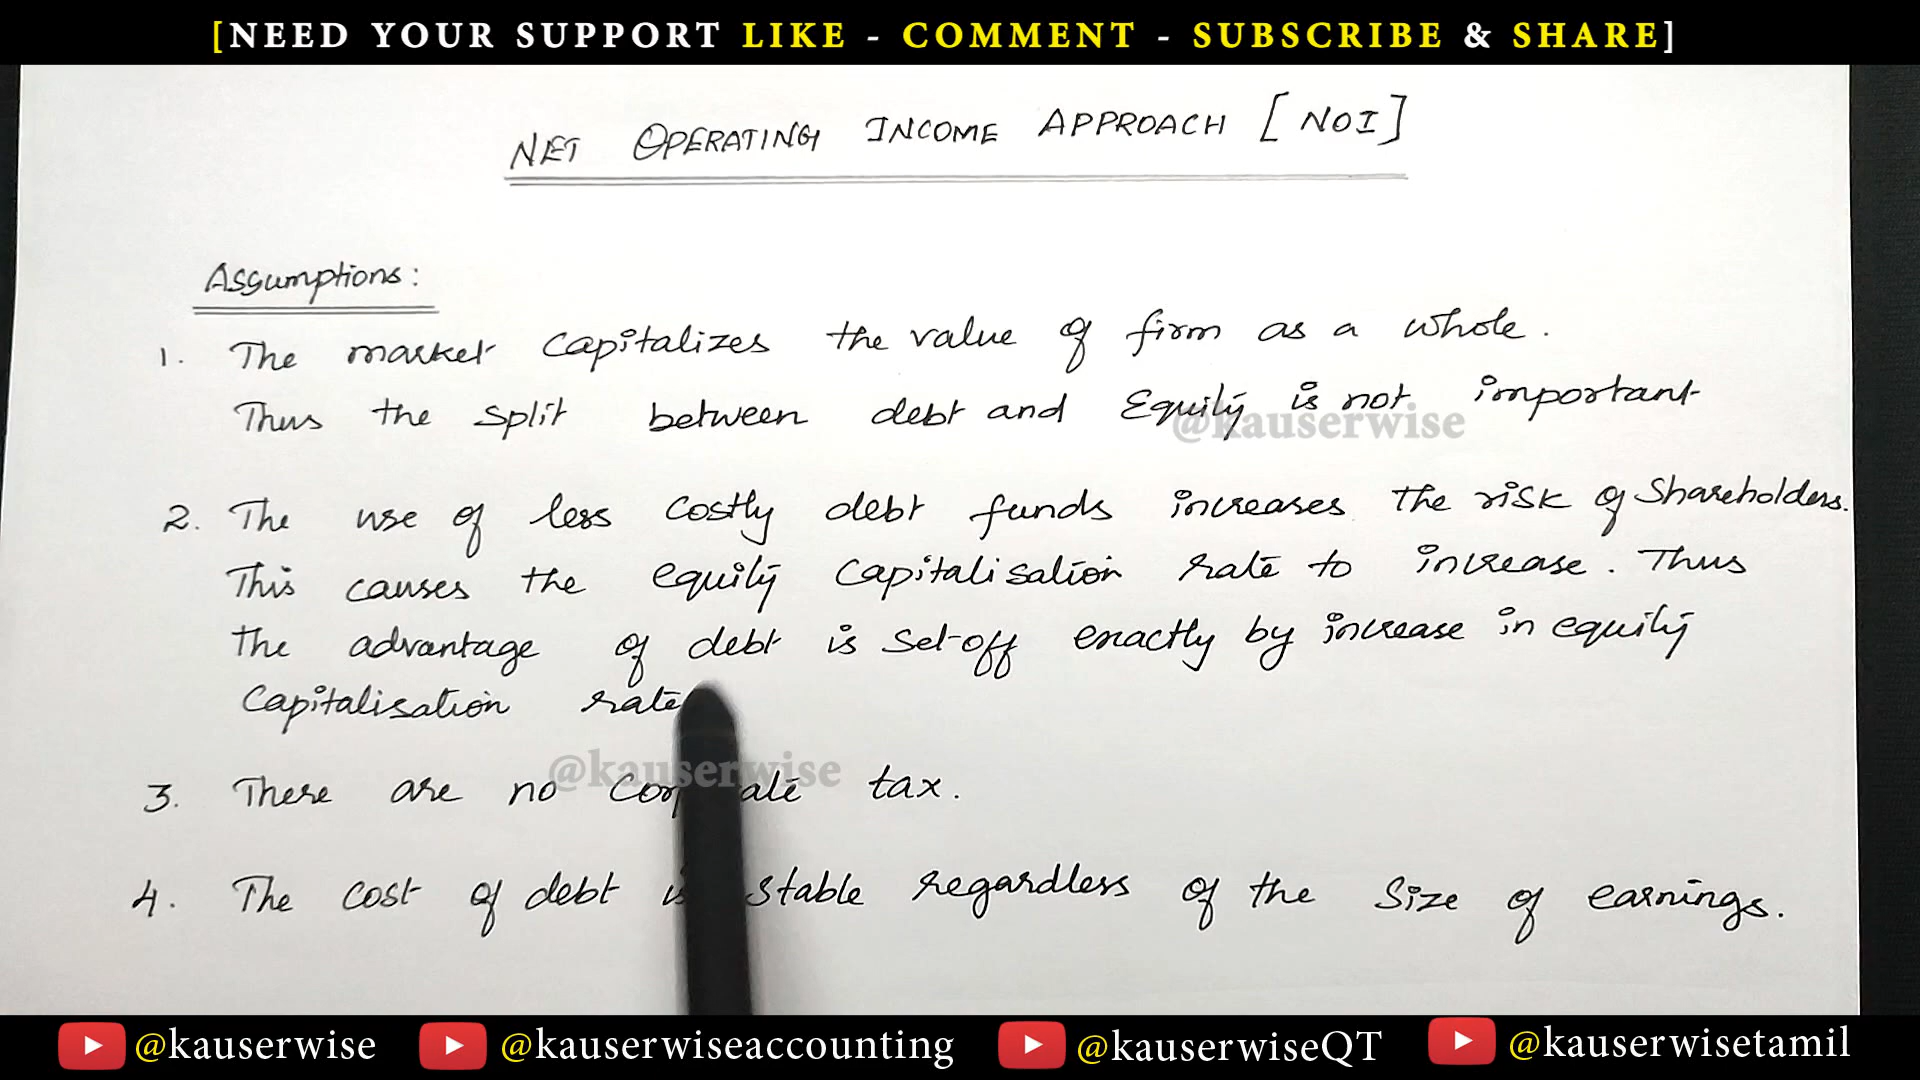 [NEED YOUR SUPPORT LIKE - COMMENT - SUBSCRIBE & SHARE]
NET OPERATING INCOME APPROACH [NOI]
Assumptions:
1. The market capitalizes the value of firm as a whole.
Thus the split between debt and Equity is not important
@kauserwise
2. The use of less costly debt funds increases the risk of Shareholders.
This causes the equity capitalisation rate to increase. Thus
the advantage of debt is set-off exactly by increase in equity
Capitalisation rate
@kauserwise
3. There are no tax.
4. The cost of debt stable regardless of the size of earnings.
@kauserwise @kauserwiseaccounting @kauserwiseQT @kauserwisetamil